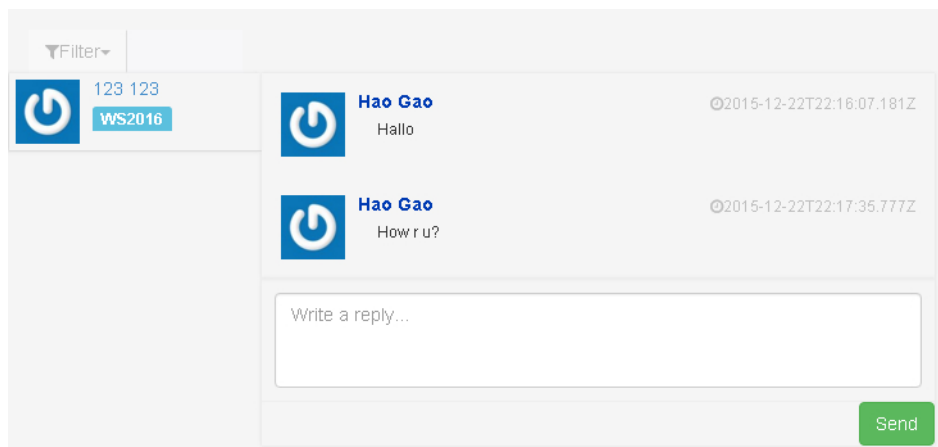 Filter
123 123
WS2016
Hao Gao
2015-12-22T22:16:07.181Z
Hallo
Hao Gao
2015-12-22T22:17:35.777Z
How r u?
Write a reply...
Send